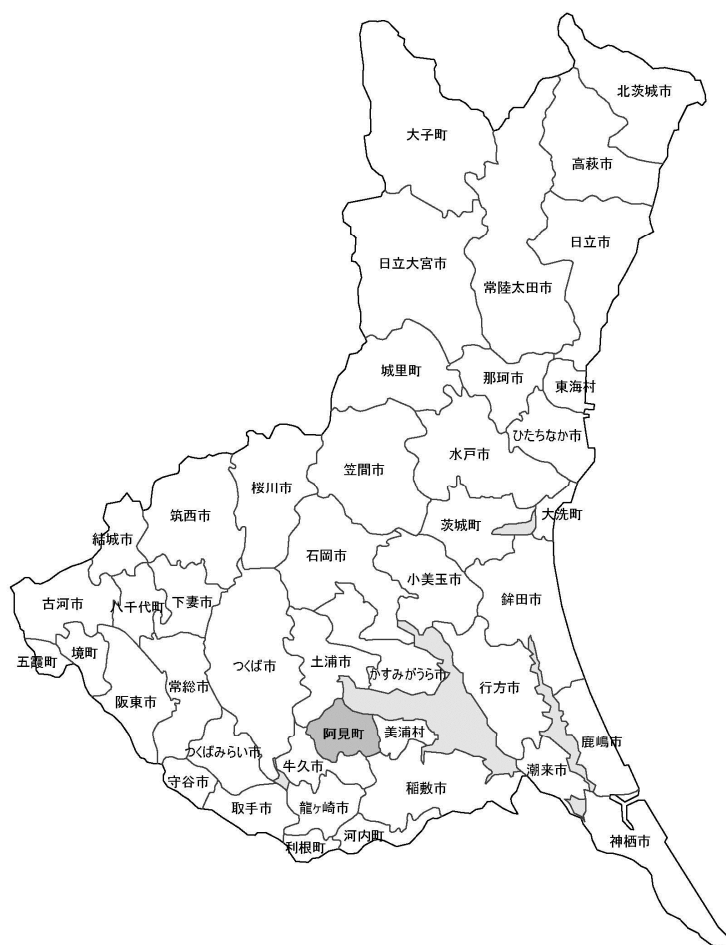 北茨城市
大子町
高萩市
日立市
日立大宮市
常陸太田市
城里町
那珂市
東海村
ひたちなか市
水戸市
笠間市
桜川市
筑西市
茨城町
大洗町
結城市
石岡市
小美玉市
鉾田市
古河市
八千代町
下妻市
五霞町
境町
つくば市
土浦市
かすみがうら市
行方市
阪東市
常総市
阿見町
美浦村
鹿嶋市
つくばみらい市
牛久市
潮来市
守谷市
取手市
龍ヶ崎市
稲敷市
利根町
河内町
神栖市